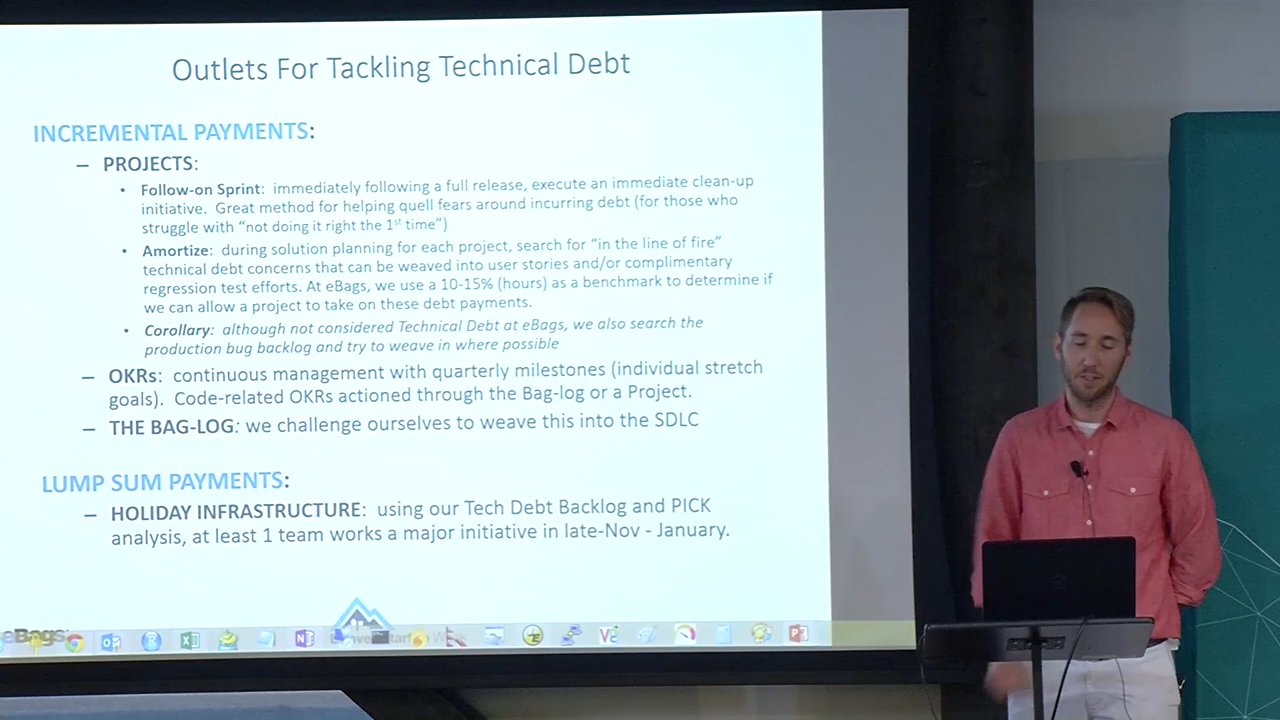 Outlets For Tackling Technical Debt
INCREMENTAL PAYMENTS:
– PROJECTS:
• Follow-on Sprint: immediately following a full release, execute an immediate clean-up
initiative. Great method for helping quell fears around incurring debt (for those who
struggle with “not doing it right the 1st time”)
• Amortize: during solution planning for each project, search for “in the line of fire”
technical debt concerns that can be weaved into user stories and/or complimentary
regression test efforts. At eBags, we use a 10-15% (hours) as a benchmark to determine if
we can allow a project to take on these debt payments.
• Corollary: although not considered Technical Debt at eBags, we also search the
production bug backlog and try to weave in where possible
– OKRs: continuous management with quarterly milestones (individual stretch
goals). Code-related OKRs actioned through the Bag-log or a Project.
– THE BAG-LOG: we challenge ourselves to weave this into the SDLC
LUMP SUM PAYMENTS:
– HOLIDAY INFRASTRUCTURE: using our Tech Debt Backlog and PICK
analysis, at least 1 team works a major initiative in late-Nov - January.
eBags